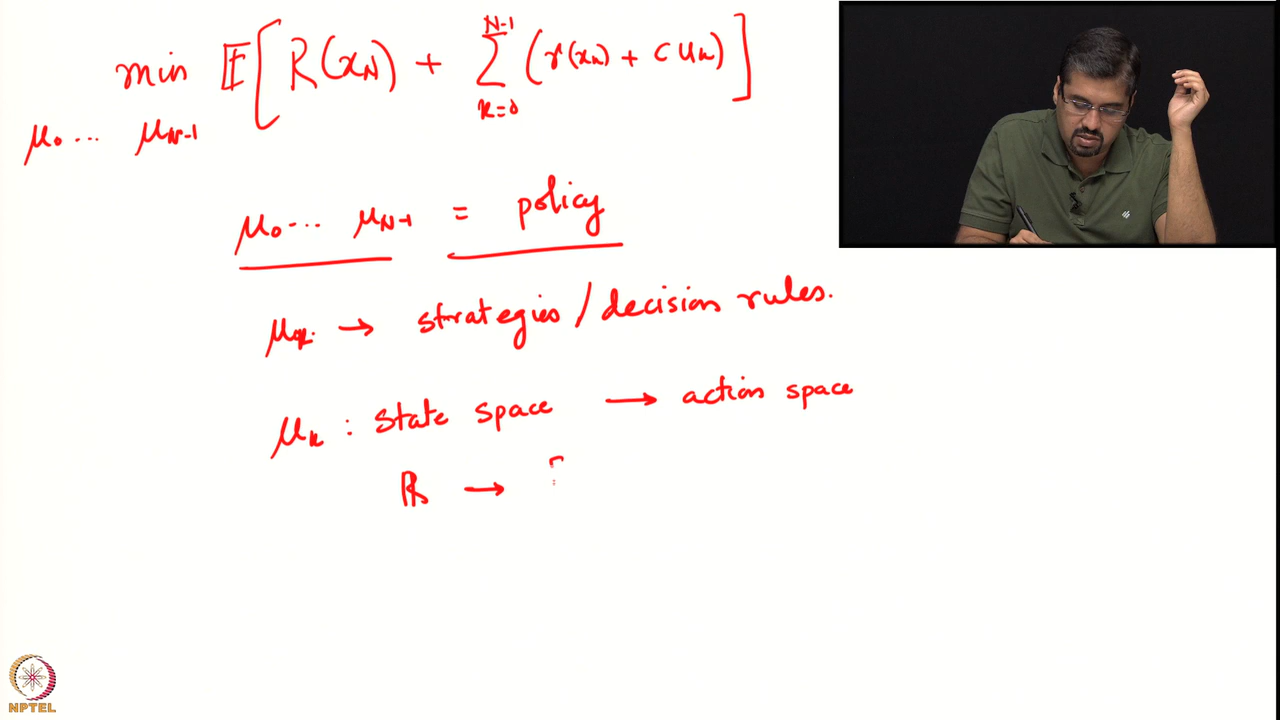 min E[ R(x_N) + Σ_{k=0}^{N-1} (r(x_k) + c u_k) ]
μ_0 ... μ_{N-1}
μ_0 ... μ_{N-1} = policy
μ_k → strategies / decision rules.
μ_k : state space → action space
ℝ →
NPTEL